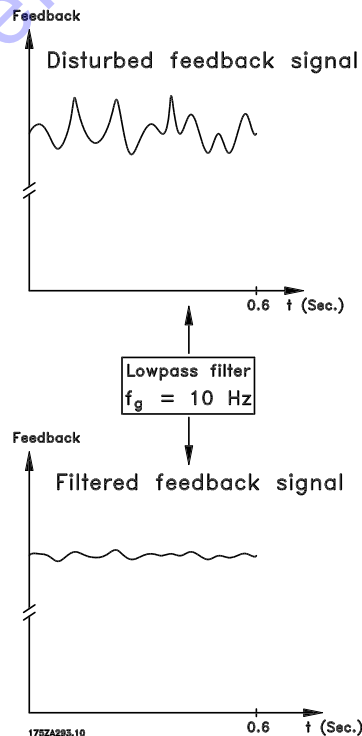 Feedback
Disturbed feedback signal
0.6 t (Sec.)
Lowpass filter
fg = 10 Hz
Feedback
Filtered feedback signal
0.6 t (Sec.)
175ZA293.10